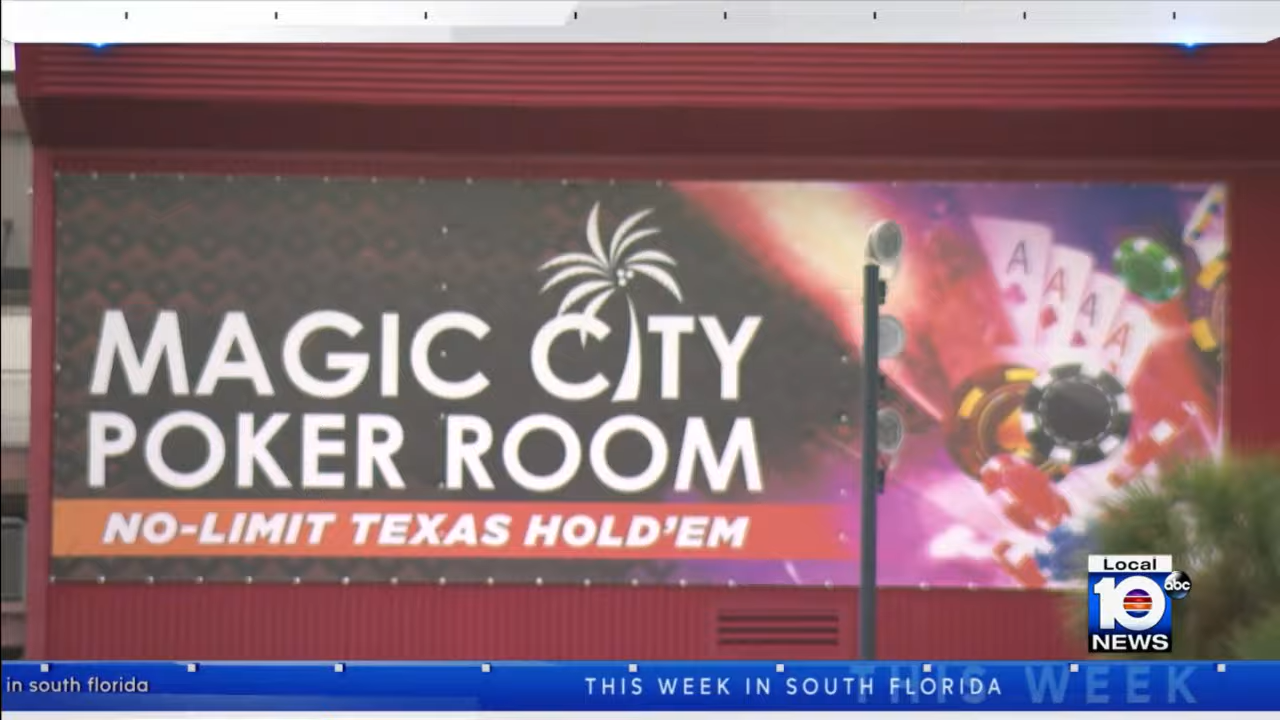 MAGIC CITY
POKER ROOM
NO-LIMIT TEXAS HOLD'EM
A
A
A
A
Local
10
abc
NEWS
in south florida
THIS WEEK IN SOUTH FLORIDA
THIS WEEK